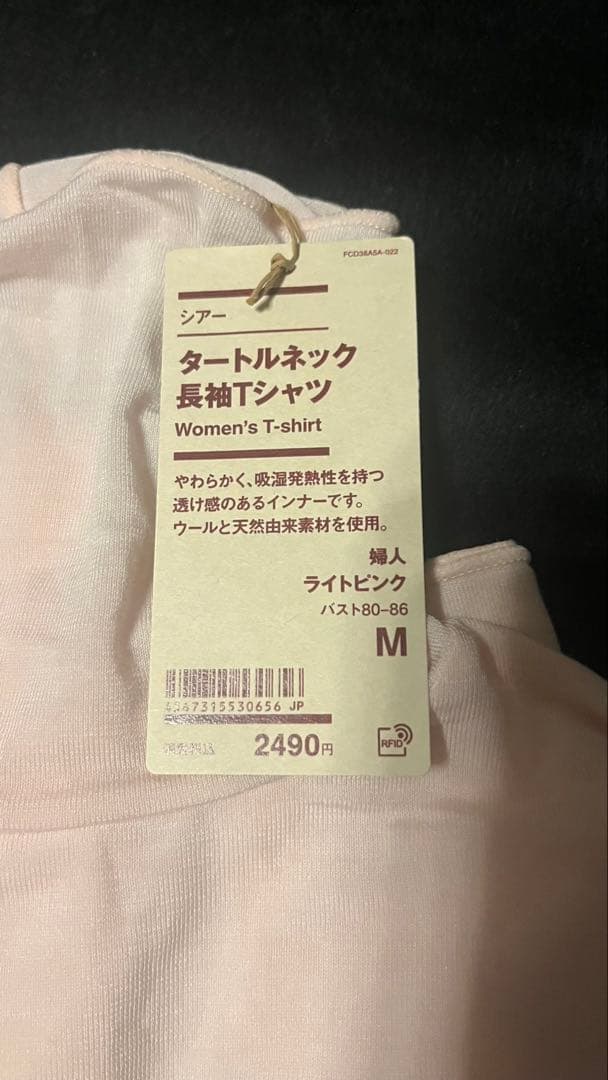 FCD38A5A-022
シアー
タートルネック
長袖Tシャツ
Women's T-shirt
やわらかく、吸湿発熱性を持つ
透け感のあるインナーです。
ウールと天然由来素材を使用。
婦人
ライトピンク
バスト80-86
M
7315530656 JP
2490円
RFID